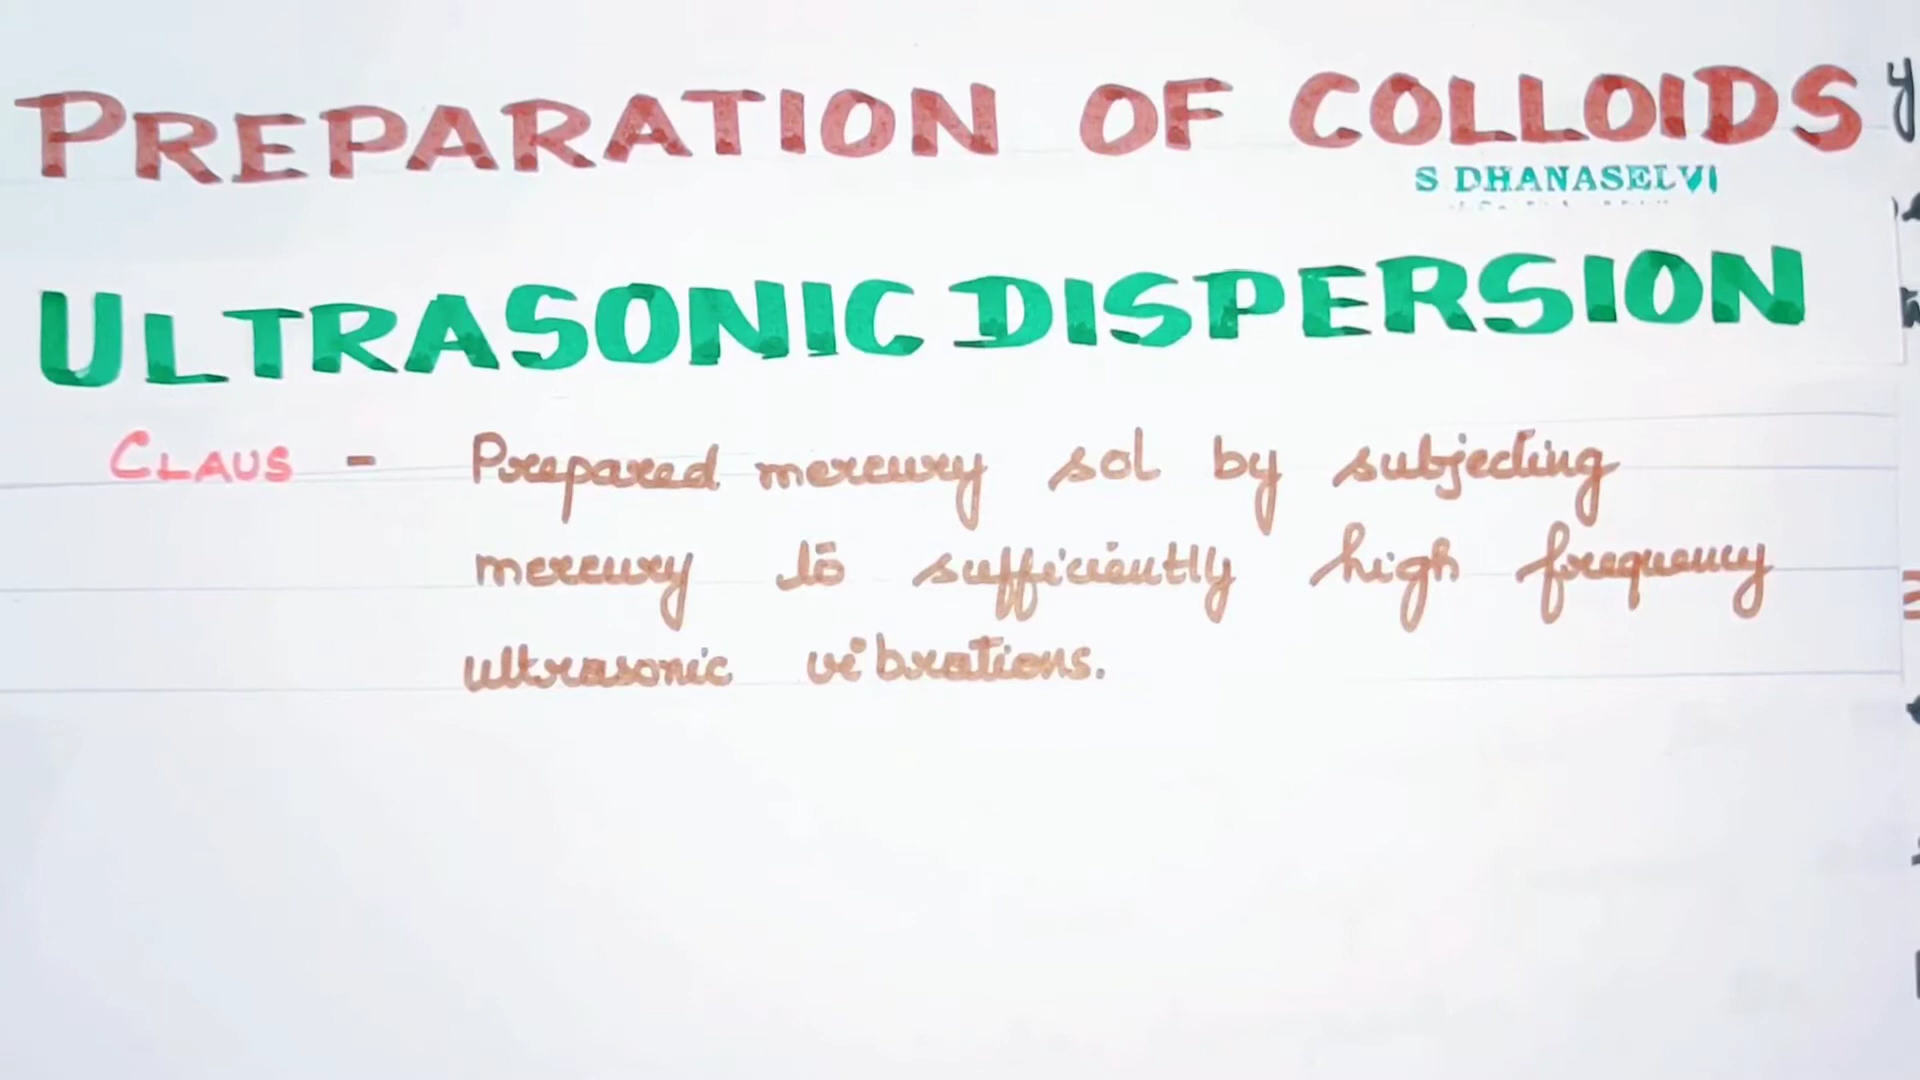 PREPARATION OF COLLOIDS
S DHANASELVI
ULTRASONIC DISPERSION
CLAUS - Prepared mercury sol by subjecting
mercury to sufficiently high frequency
ultrasonic vibrations.